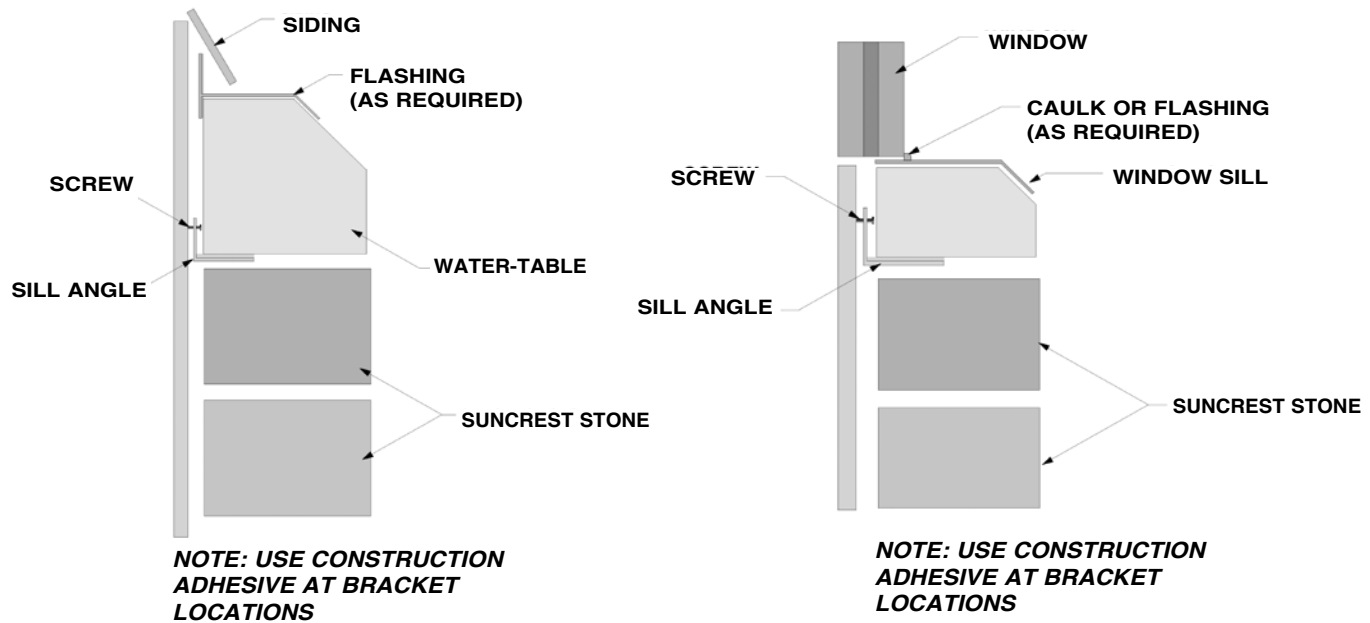 SIDING
FLASHING
(AS REQUIRED)
SCREW
SILL ANGLE
WATER-TABLE
SUNCREST STONE
NOTE: USE CONSTRUCTION
ADHESIVE AT BRACKET
LOCATIONS
WINDOW
CAULK OR FLASHING
(AS REQUIRED)
SCREW
WINDOW SILL
SILL ANGLE
SUNCREST STONE
NOTE: USE CONSTRUCTION
ADHESIVE AT BRACKET
LOCATIONS